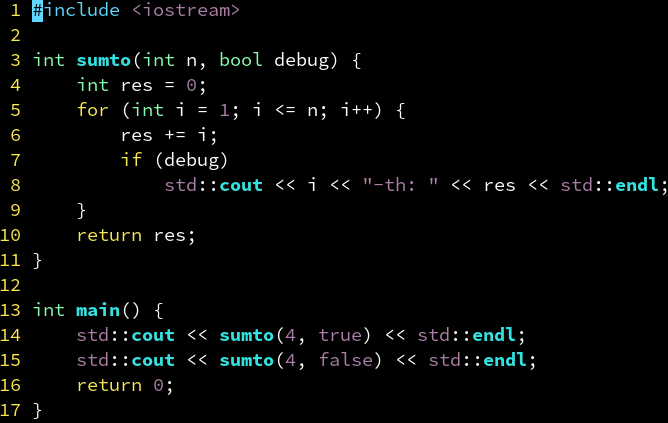 1 #include <iostream>
2
3 int sumto(int n, bool debug) {
4     int res = 0;
5     for (int i = 1; i <= n; i++) {
6         res += i;
7         if (debug)
8             std::cout << i << "-th: " << res << std::endl;
9     }
10     return res;
11 }
12
13 int main() {
14     std::cout << sumto(4, true) << std::endl;
15     std::cout << sumto(4, false) << std::endl;
16     return 0;
17 }